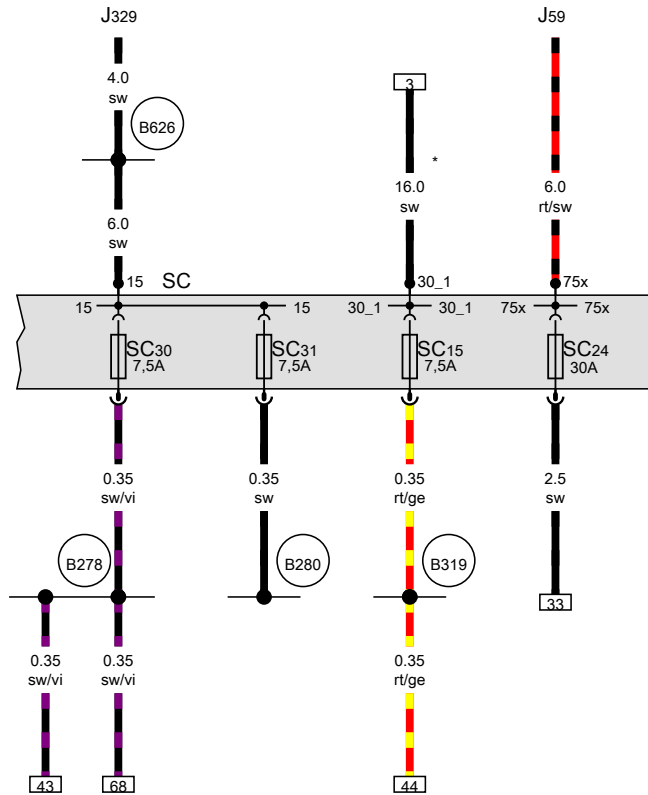 J329
J59
4.0
sw
B626
3
*
6.0
sw
16.0
sw
6.0
rt/sw
15
SC
30_1
75x
15
15
30_1
30_1
75x
75x
SC30
7,5A
SC31
7,5A
SC15
7,5A
SC24
30A
0.35
sw/vi
0.35
sw
0.35
rt/ge
2.5
sw
B278
B280
B319
33
0.35
sw/vi
0.35
sw/vi
0.35
rt/ge
43
68
44